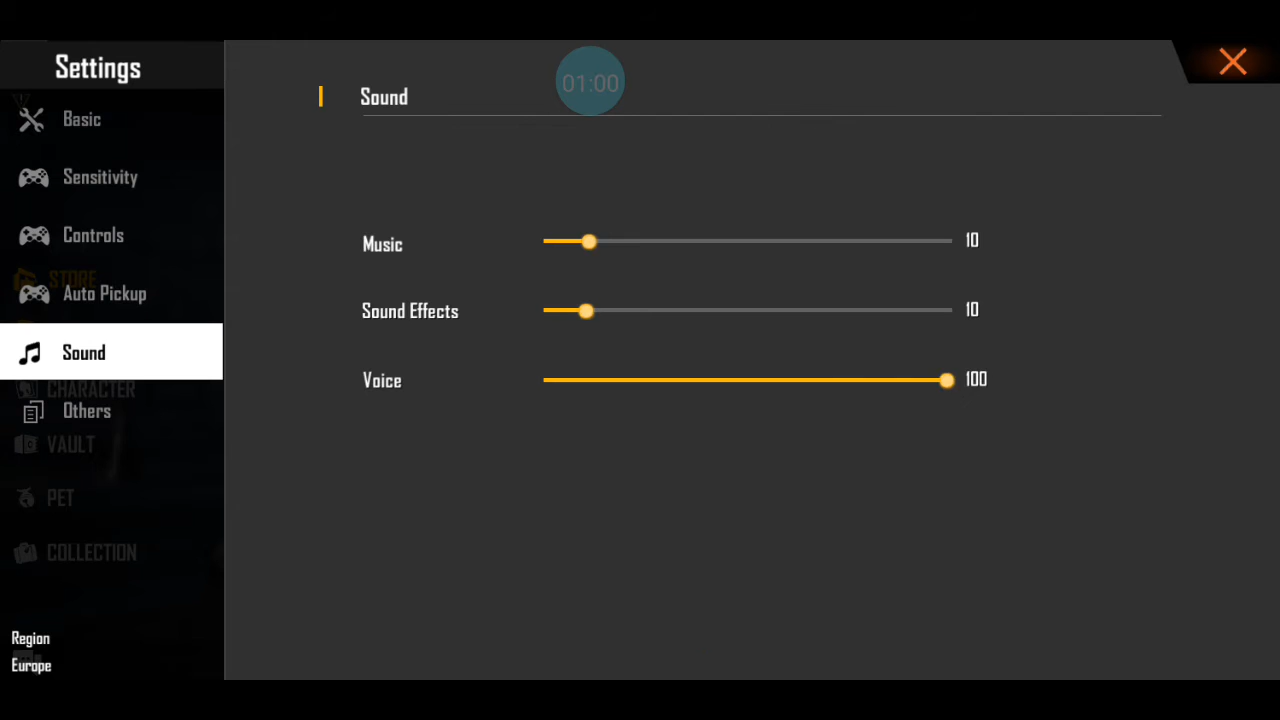 Settings
Basic
Sensitivity
Controls
STORE
Auto Pickup
Sound
CHARACTER
Others
VAULT
PET
COLLECTION
Region
Europe
01:00
Sound
Music 10
Sound Effects 10
Voice 100